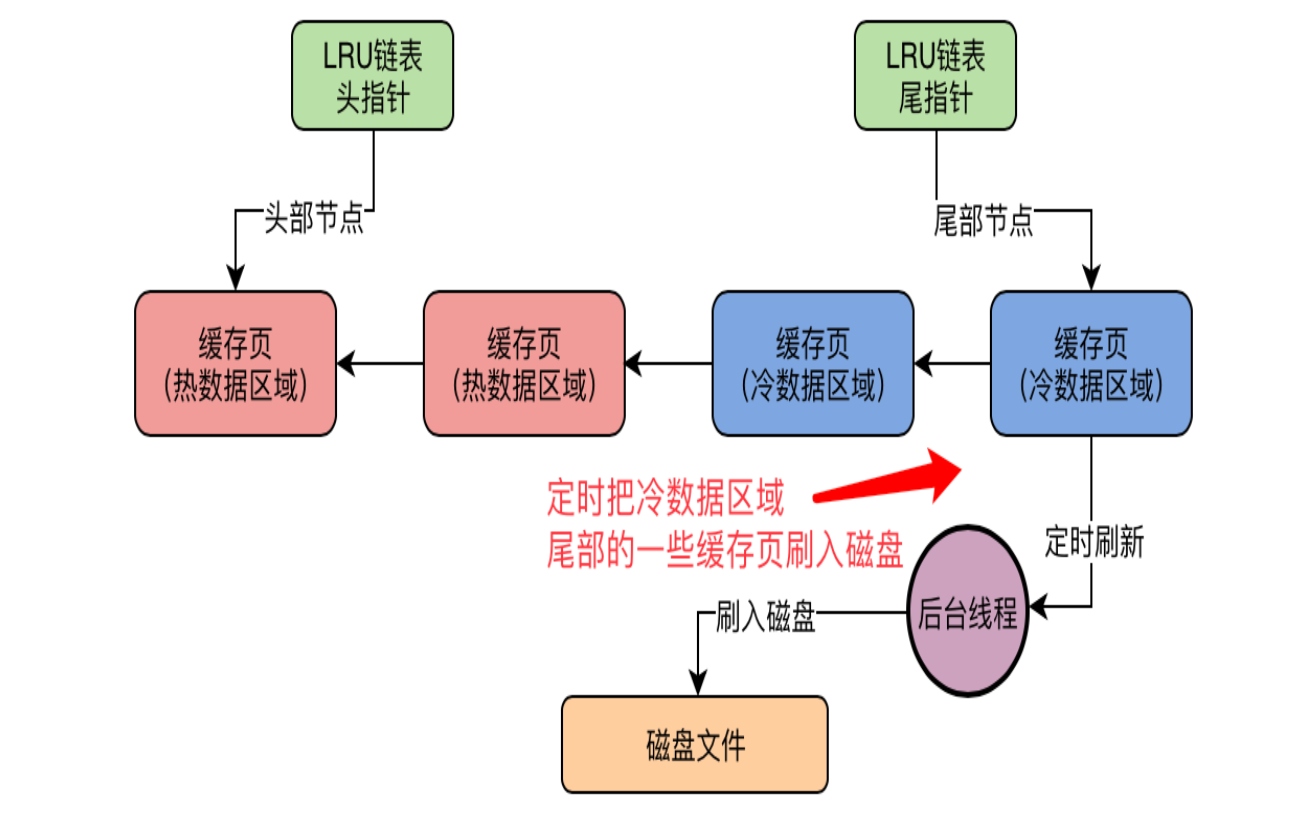 LRU链表
头指针
LRU链表
尾指针
头部节点
尾部节点
缓存页
(热数据区域)
缓存页
(热数据区域)
缓存页
(冷数据区域)
缓存页
(冷数据区域)
定时把冷数据区域
尾部的一些缓存页刷入磁盘
定时刷新
后台线程
刷入磁盘
磁盘文件